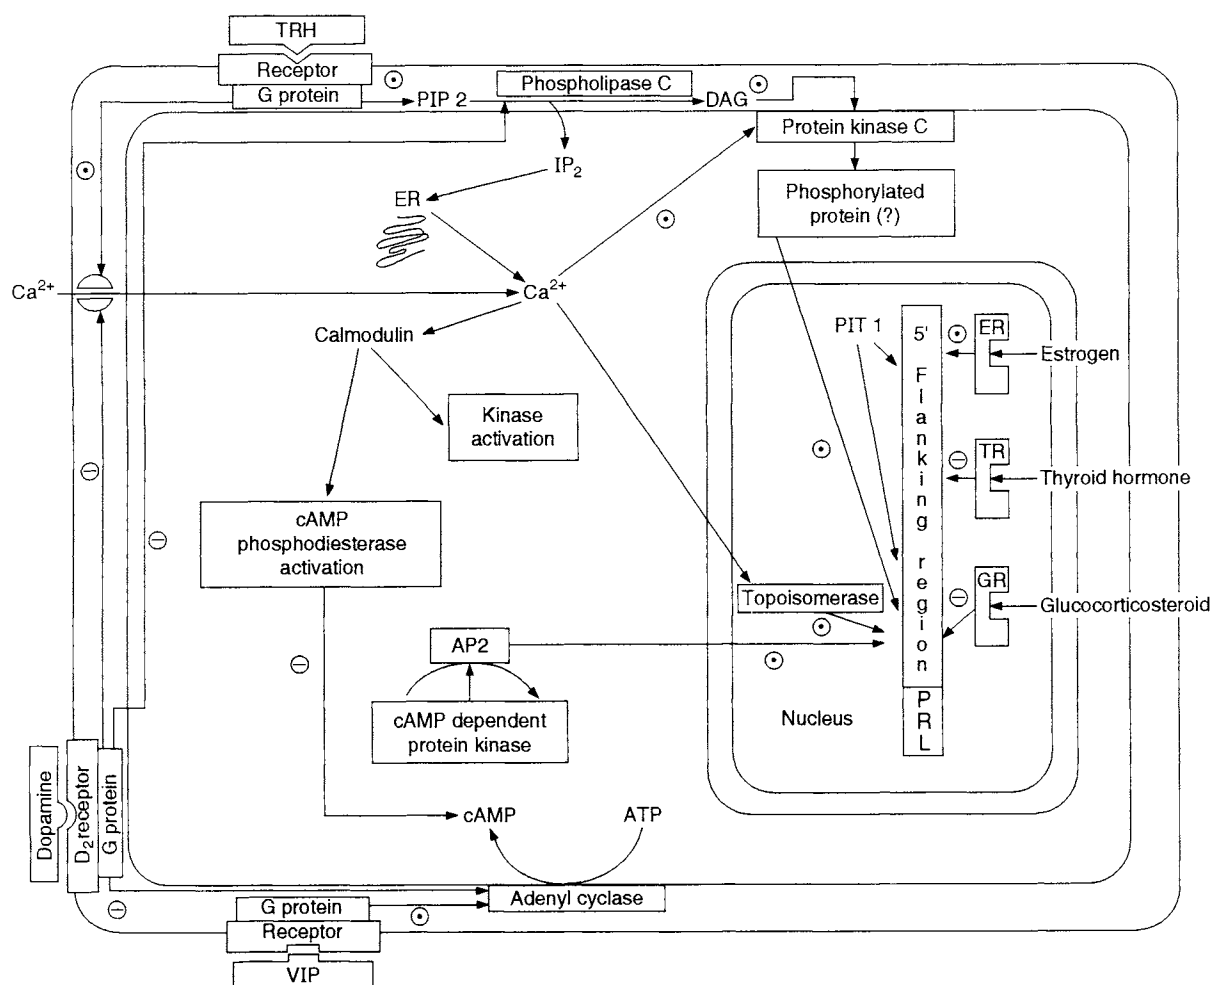 TRH
Receptor
G protein
PIP 2
Phospholipase C
DAG
Protein kinase C
IP2
ER
Phosphorylated
protein (?)
Ca2+
Ca2+
Calmodulin
Kinase
activation
cAMP
phosphodiesterase
activation
PIT 1
5' Flanking region
PRL
ER
Estrogen
TR
Thyroid hormone
GR
Glucocorticosteroid
Topoisomerase
AP2
cAMP dependent
protein kinase
Nucleus
Dopamine
D2receptor
G protein
cAMP
ATP
Adenyl cyclase
G protein
Receptor
VIP